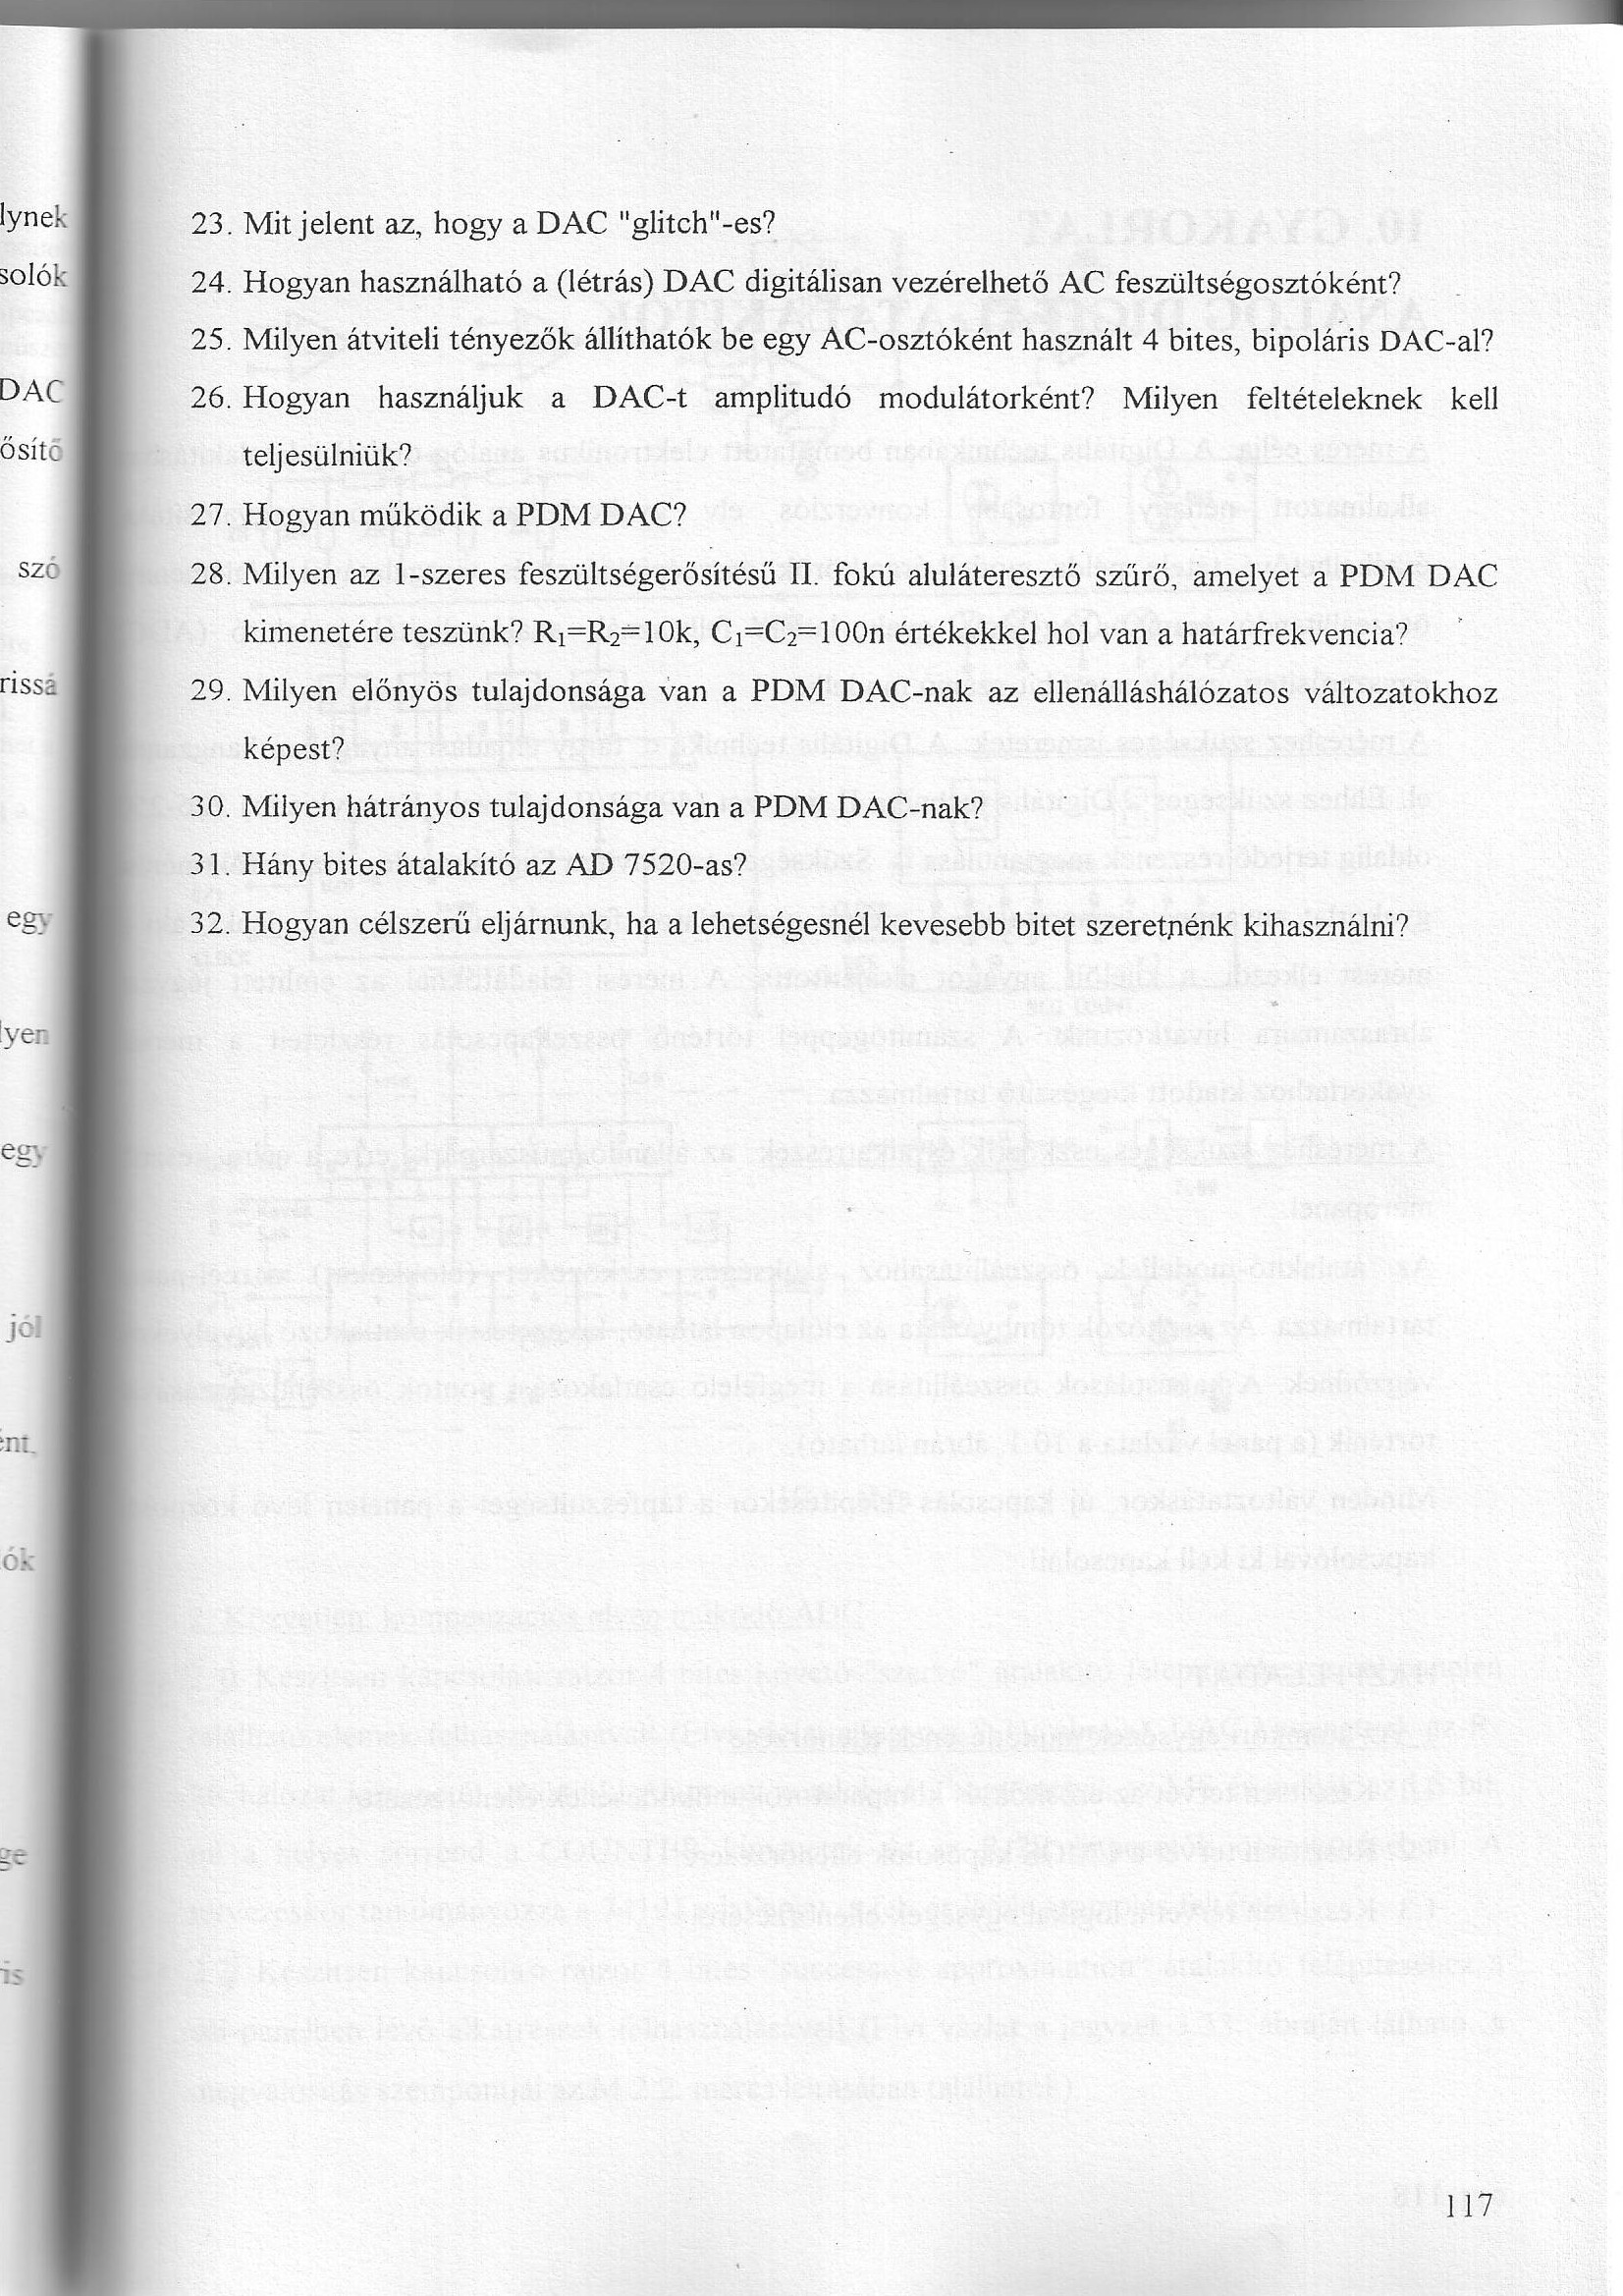 23. Mit jelent az, hogy a DAC "glitch"-es?
24. Hogyan használható a (létrás) DAC digitálisan vezérelhető AC feszültségosztóként?
25. Milyen átviteli tényezők állíthatók be egy AC-osztóként használt 4 bites, bipoláris DAC-al?
26. Hogyan használjuk a DAC-t amplitudó modulátorként? Milyen feltételeknek kell
teljesülniük?
27. Hogyan működik a PDM DAC?
28. Milyen az 1-szeres feszültségerősítésű II. fokú aluláteresztő szűrő, amelyet a PDM DAC
kimenetére teszünk? R₁=R₂=10k, C₁=C₂=100n értékekkel hol van a határfrekvencia?
29. Milyen előnyös tulajdonsága van a PDM DAC-nak az ellenálláshálózatos változatokhoz
képest?
30. Milyen hátrányos tulajdonsága van a PDM DAC-nak?
31. Hány bites átalakító az AD 7520-as?
32. Hogyan célszerű eljárnunk, ha a lehetségesnél kevesebb bitet szeretnénk kihasználni?
117